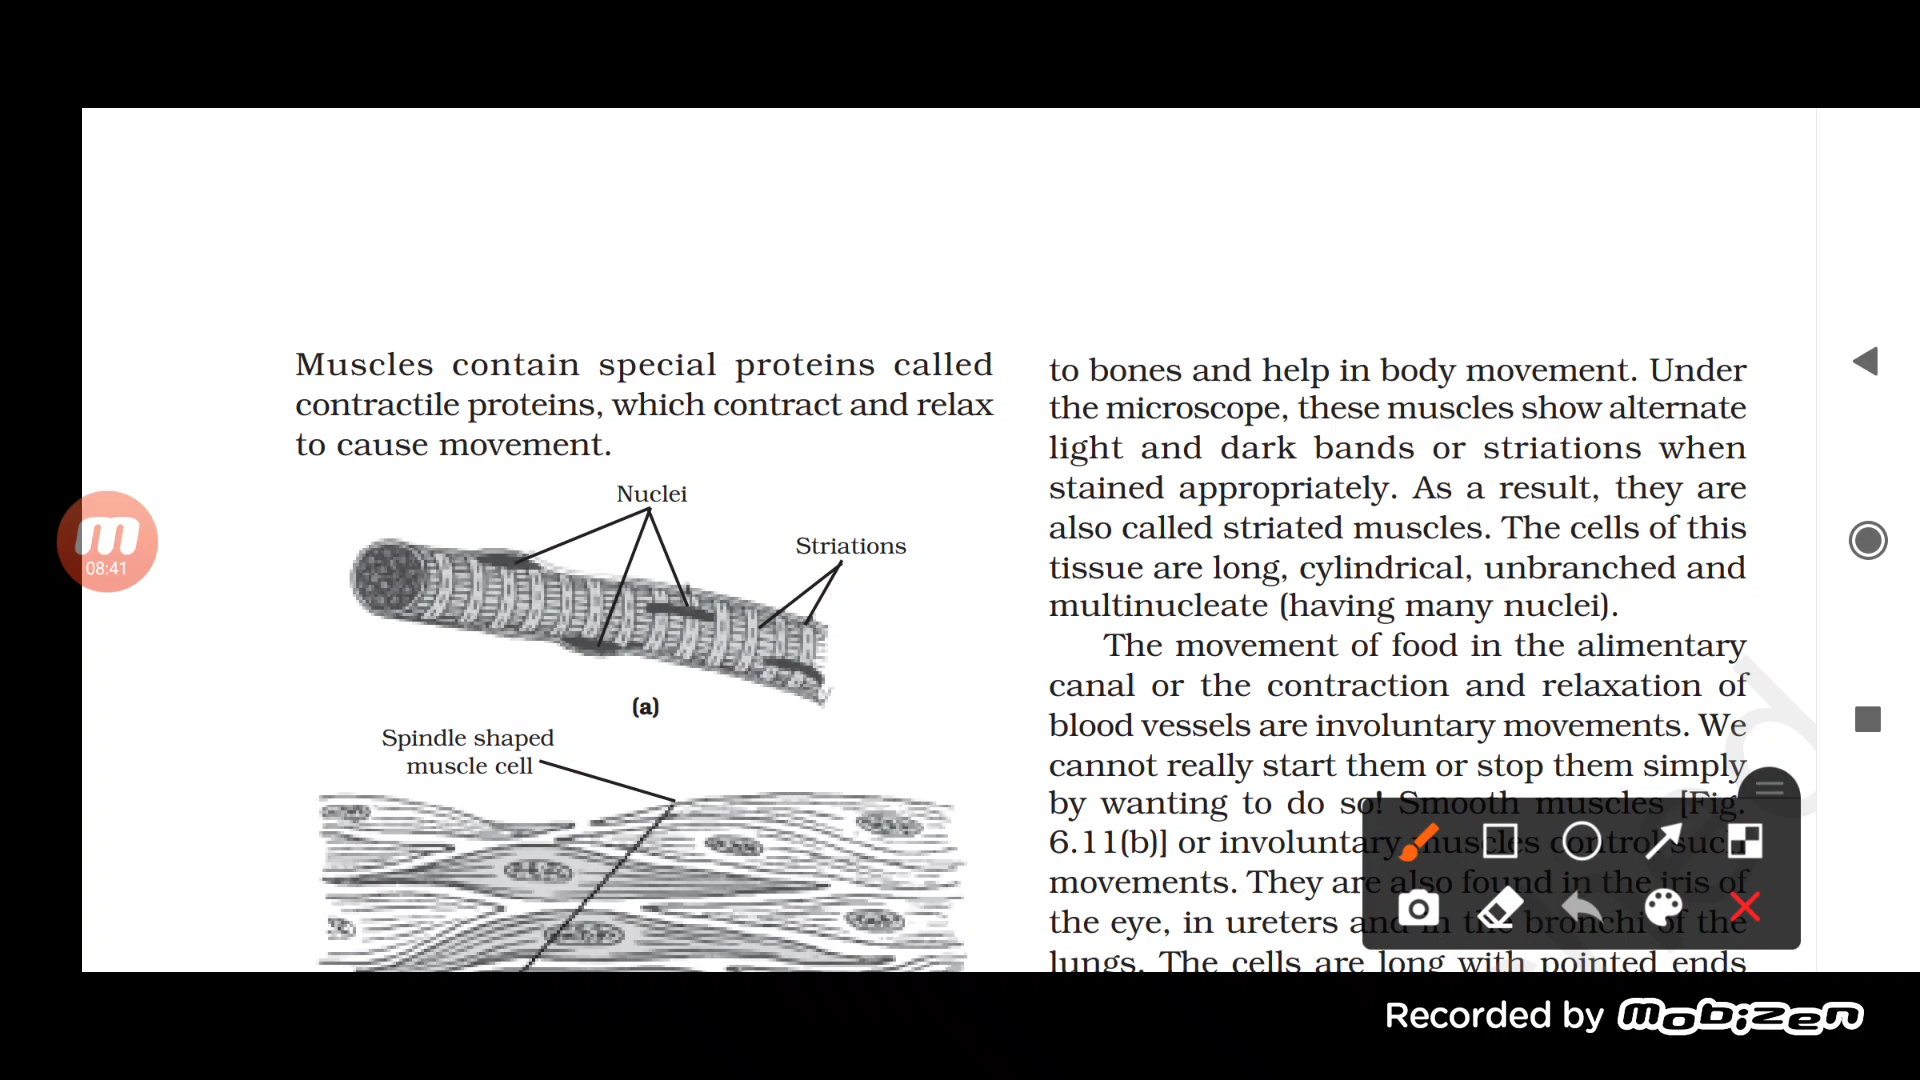 Muscles contain special proteins called
contractile proteins, which contract and relax
to cause movement.
Nuclei
Striations
(a)
Spindle shaped
muscle cell
to bones and help in body movement. Under
the microscope, these muscles show alternate
light and dark bands or striations when
stained appropriately. As a result, they are
also called striated muscles. The cells of this
tissue are long, cylindrical, unbranched and
multinucleate (having many nuclei).
The movement of food in the alimentary
canal or the contraction and relaxation of
blood vessels are involuntary movements. We
cannot really start them or stop them simply
by wanting to do so! Smooth muscles [Fig.
6.11(b)] or involuntary muscles control such
movements. They are also found in the iris of
the eye, in ureters and in the bronchi of the
lungs. The cells are long with pointed ends
08:41
Recorded by mobizen